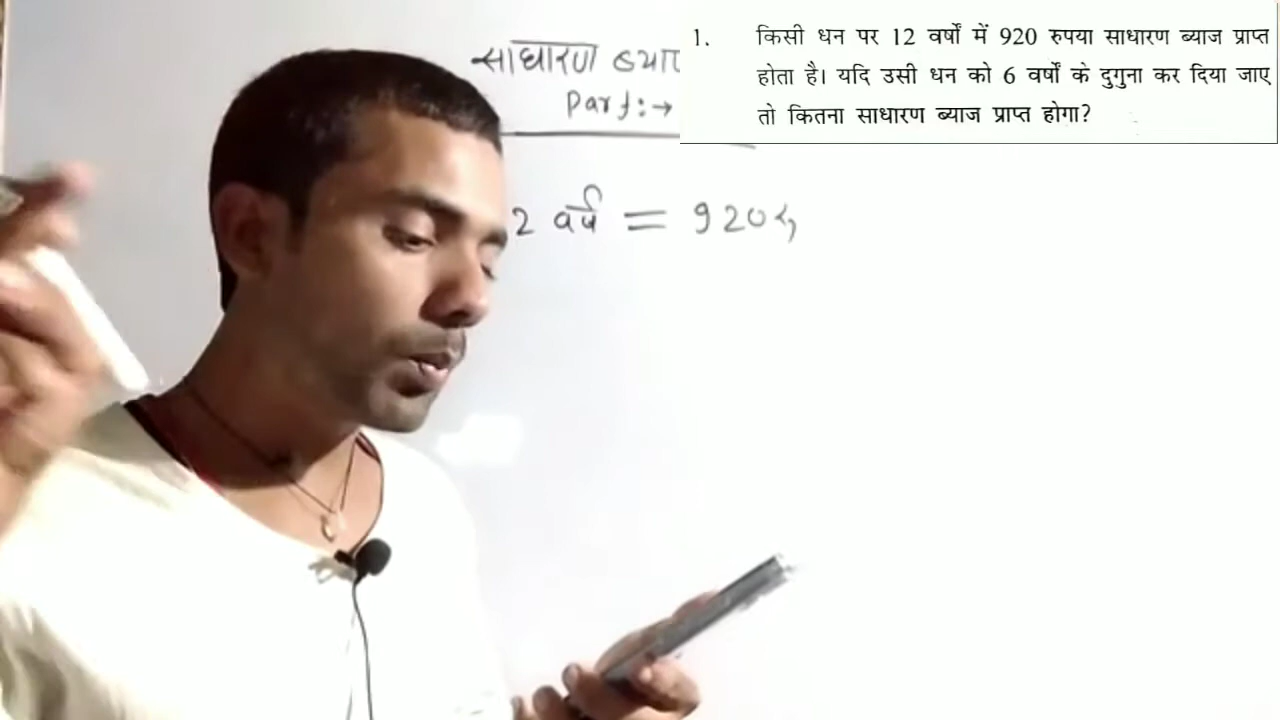 साधारण
Part:→
1. किसी धन पर 12 वर्षों में 920 रुपया साधारण ब्याज प्राप्त
होता है। यदि उसी धन को 6 वर्षों के दुगुना कर दिया जाए
तो कितना साधारण ब्याज प्राप्त होगा?
2 वर्ष = 920